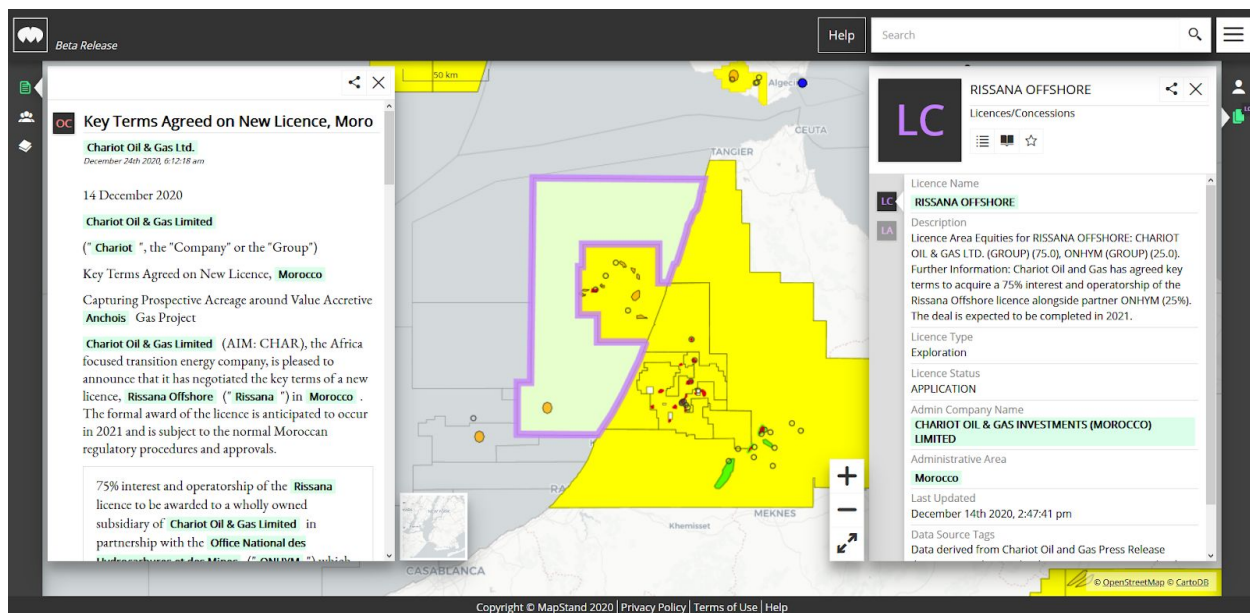 Beta Release
Help
Search
OC
Key Terms Agreed on New Licence, Moro
Chariot Oil & Gas Ltd.
December 24th 2020, 6:12:18 am
14 December 2020
Chariot Oil & Gas Limited
(" Chariot ", the "Company" or the "Group")
Key Terms Agreed on New Licence, Morocco
Capturing Prospective Acreage around Value Accretive
Anchois Gas Project
Chariot Oil & Gas Limited (AIM: CHAR), the Africa
focused transition energy company, is pleased to
announce that it has negotiated the key terms of a new
licence, Rissana Offshore (" Rissana ") in Morocco .
The formal award of the licence is anticipated to occur
in 2021 and is subject to the normal Moroccan
regulatory procedures and approvals.
75% interest and operatorship of the Rissana
licence to be awarded to a wholly owned
subsidiary of Chariot Oil & Gas Limited in
partnership with the Office National des
Hydrocarbures et des Mines (" ONHYM ") which
50 km
Algeci
CEUTA
TANGIER
RA
MEKNES
Khemisset
CASABLANCA
LC
RISSANA OFFSHORE
Licences/Concessions
LC
LA
Licence Name
RISSANA OFFSHORE
Description
Licence Area Equities for RISSANA OFFSHORE: CHARIOT
OIL & GAS LTD. (GROUP) (75.0), ONHYM (GROUP) (25.0).
Further Information: Chariot Oil and Gas has agreed key
terms to acquire a 75% interest and operatorship of the
Rissana Offshore licence alongside partner ONHYM (25%).
The deal is expected to be completed in 2021.
Licence Type
Exploration
Licence Status
APPLICATION
Admin Company Name
CHARIOT OIL & GAS INVESTMENTS (MOROCCO)
LIMITED
Administrative Area
Morocco
Last Updated
December 14th 2020, 2:47:41 pm
Data Source Tags
Data derived from Chariot Oil and Gas Press Release
© OpenStreetMap © CartoDB
Copyright © MapStand 2020 | Privacy Policy | Terms of Use | Help